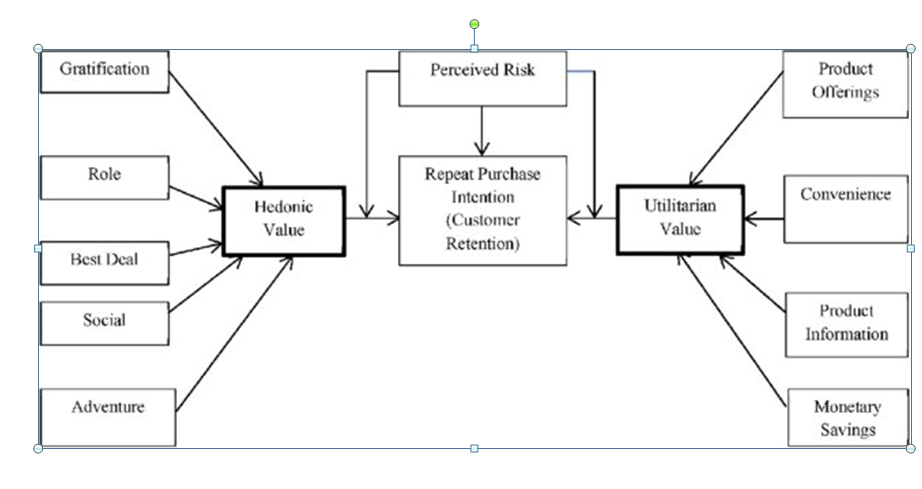 Gratification
Perceived Risk
Product
Offerings
Role
Repeat Purchase
Intention
(Customer
Retention)
Hedonic
Value
Utilitarian
Value
Convenience
Best Deal
Social
Product
Information
Adventure
Monetary
Savings